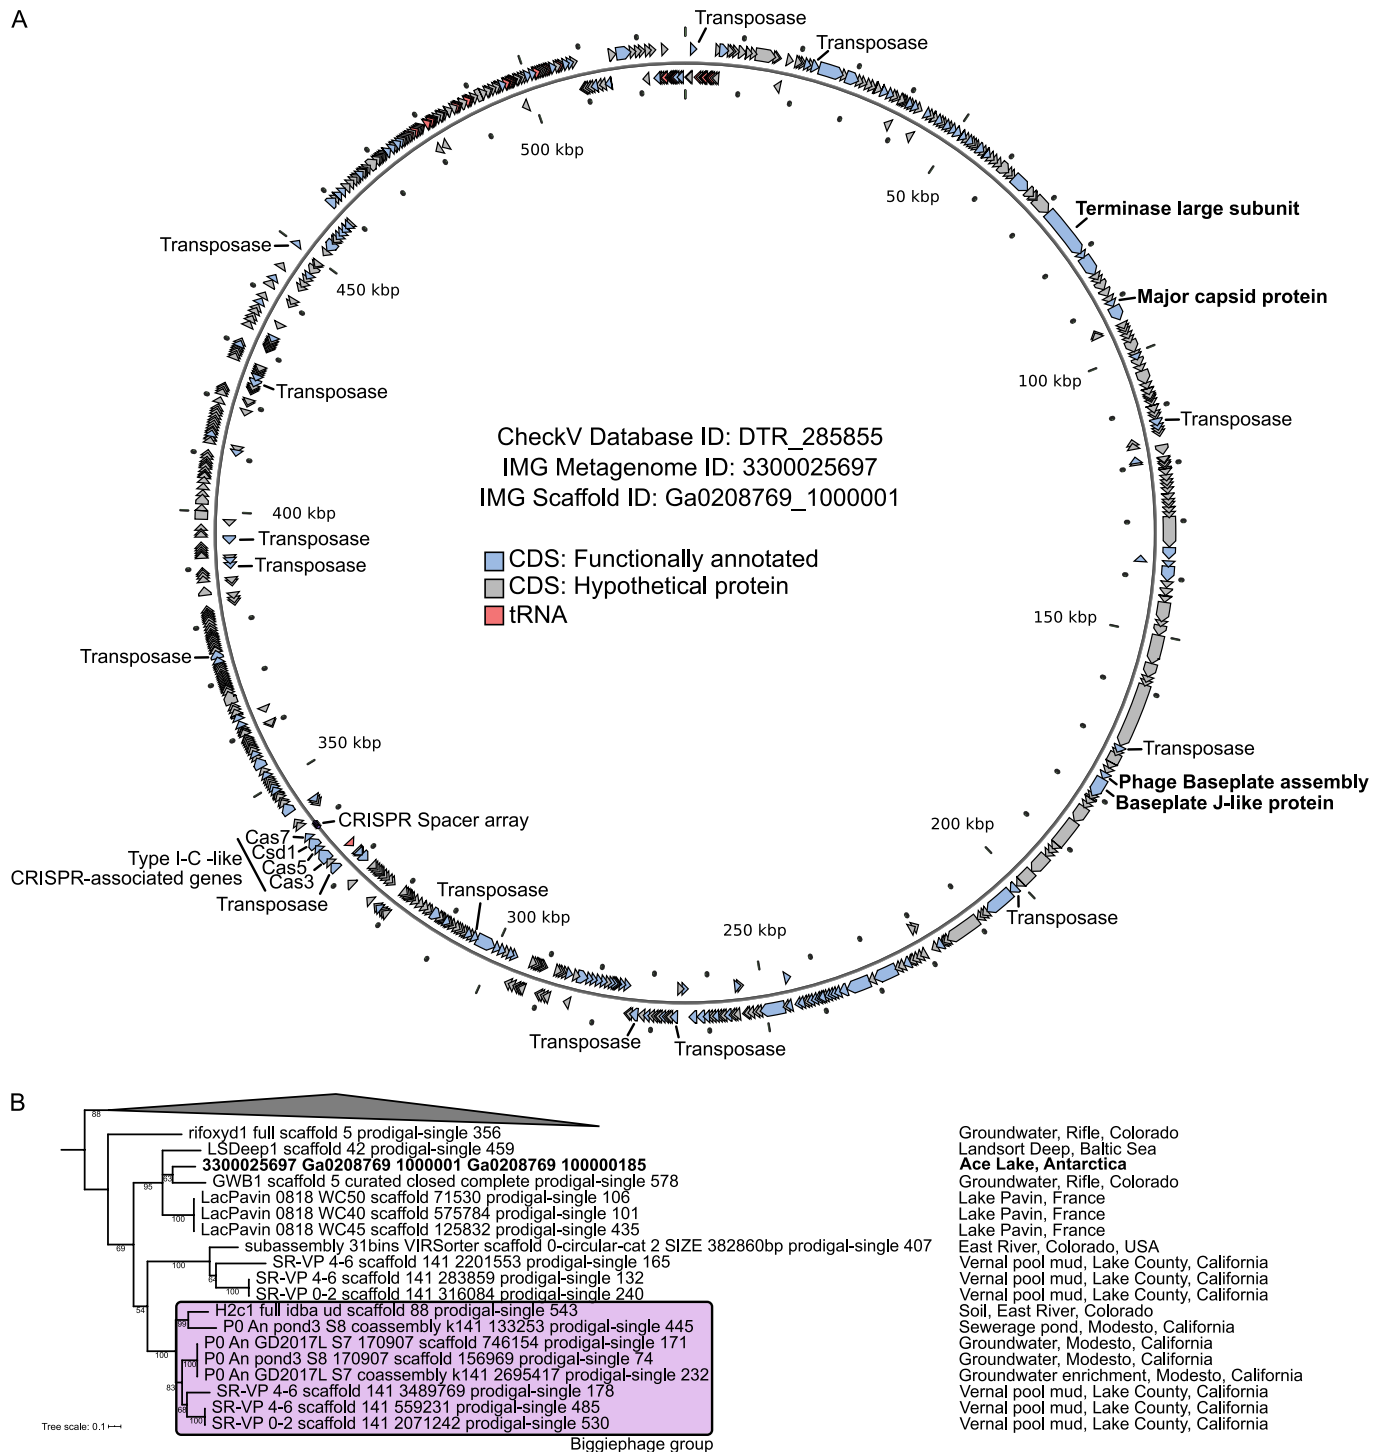 A
Transposase
Transposase
500 kbp
50 kbp
Terminase large subunit
Transposase
450 kbp
Major capsid protein
100 kbp
Transposase
Transposase
CheckV Database ID: DTR_285855
IMG Metagenome ID: 3300025697
IMG Scaffold ID: Ga0208769_1000001
400 kbp
Transposase
Transposase
CDS: Functionally annotated
CDS: Hypothetical protein
tRNA
150 kbp
Transposase
350 kbp
Transposase
Phage Baseplate assembly
Baseplate J-like protein
CRISPR Spacer array
200 kbp
Cas7
Csd1
Cas5
Cas3
Type I-C -like
CRISPR-associated genes
Transposase
Transposase
300 kbp
Transposase
250 kbp
Transposase
Transposase
B
88
rifoxyd1 full scaffold 5 prodigal-single 356 Groundwater, Rifle, Colorado
LSDeep1 scaffold 42 prodigal-single 459 Landsort Deep, Baltic Sea
3300025697 Ga0208769 1000001 Ga0208769 100000185 Ace Lake, Antarctica
63
GWB1 scaffold 5 curated closed complete prodigal-single 578 Groundwater, Rifle, Colorado
95
LacPavin 0818 WC50 scaffold 71530 prodigal-single 106 Lake Pavin, France
LacPavin 0818 WC40 scaffold 575784 prodigal-single 101 Lake Pavin, France
100
LacPavin 0818 WC45 scaffold 125832 prodigal-single 435 Lake Pavin, France
69
subassembly 31bins VIRSorter scaffold 0-circular-cat 2 SIZE 382860bp prodigal-single 407 East River, Colorado, USA
100
SR-VP 4-6 scaffold 141 2201553 prodigal-single 165 Vernal pool mud, Lake County, California
64
SR-VP 4-6 scaffold 141 283859 prodigal-single 132 Vernal pool mud, Lake County, California
100
SR-VP 0-2 scaffold 141 316084 prodigal-single 240 Vernal pool mud, Lake County, California
54
H2c1 full idba ud scaffold 88 prodigal-single 543 Soil, East River, Colorado
99
P0 An pond3 S8 coassembly k141 133253 prodigal-single 445 Sewerage pond, Modesto, California
P0 An GD2017L S7 170907 scaffold 746154 prodigal-single 171 Groundwater, Modesto, California
100
100
P0 An pond3 S8 170907 scaffold 156969 prodigal-single 74 Groundwater, Modesto, California
P0 An GD2017L S7 coassembly k141 2695417 prodigal-single 232 Groundwater enrichment, Modesto, California
83
SR-VP 4-6 scaffold 141 3489769 prodigal-single 178 Vernal pool mud, Lake County, California
68
SR-VP 4-6 scaffold 141 559231 prodigal-single 485 Vernal pool mud, Lake County, California
100
SR-VP 0-2 scaffold 141 2071242 prodigal-single 530 Vernal pool mud, Lake County, California
Tree scale: 0.1
Biggiephage group